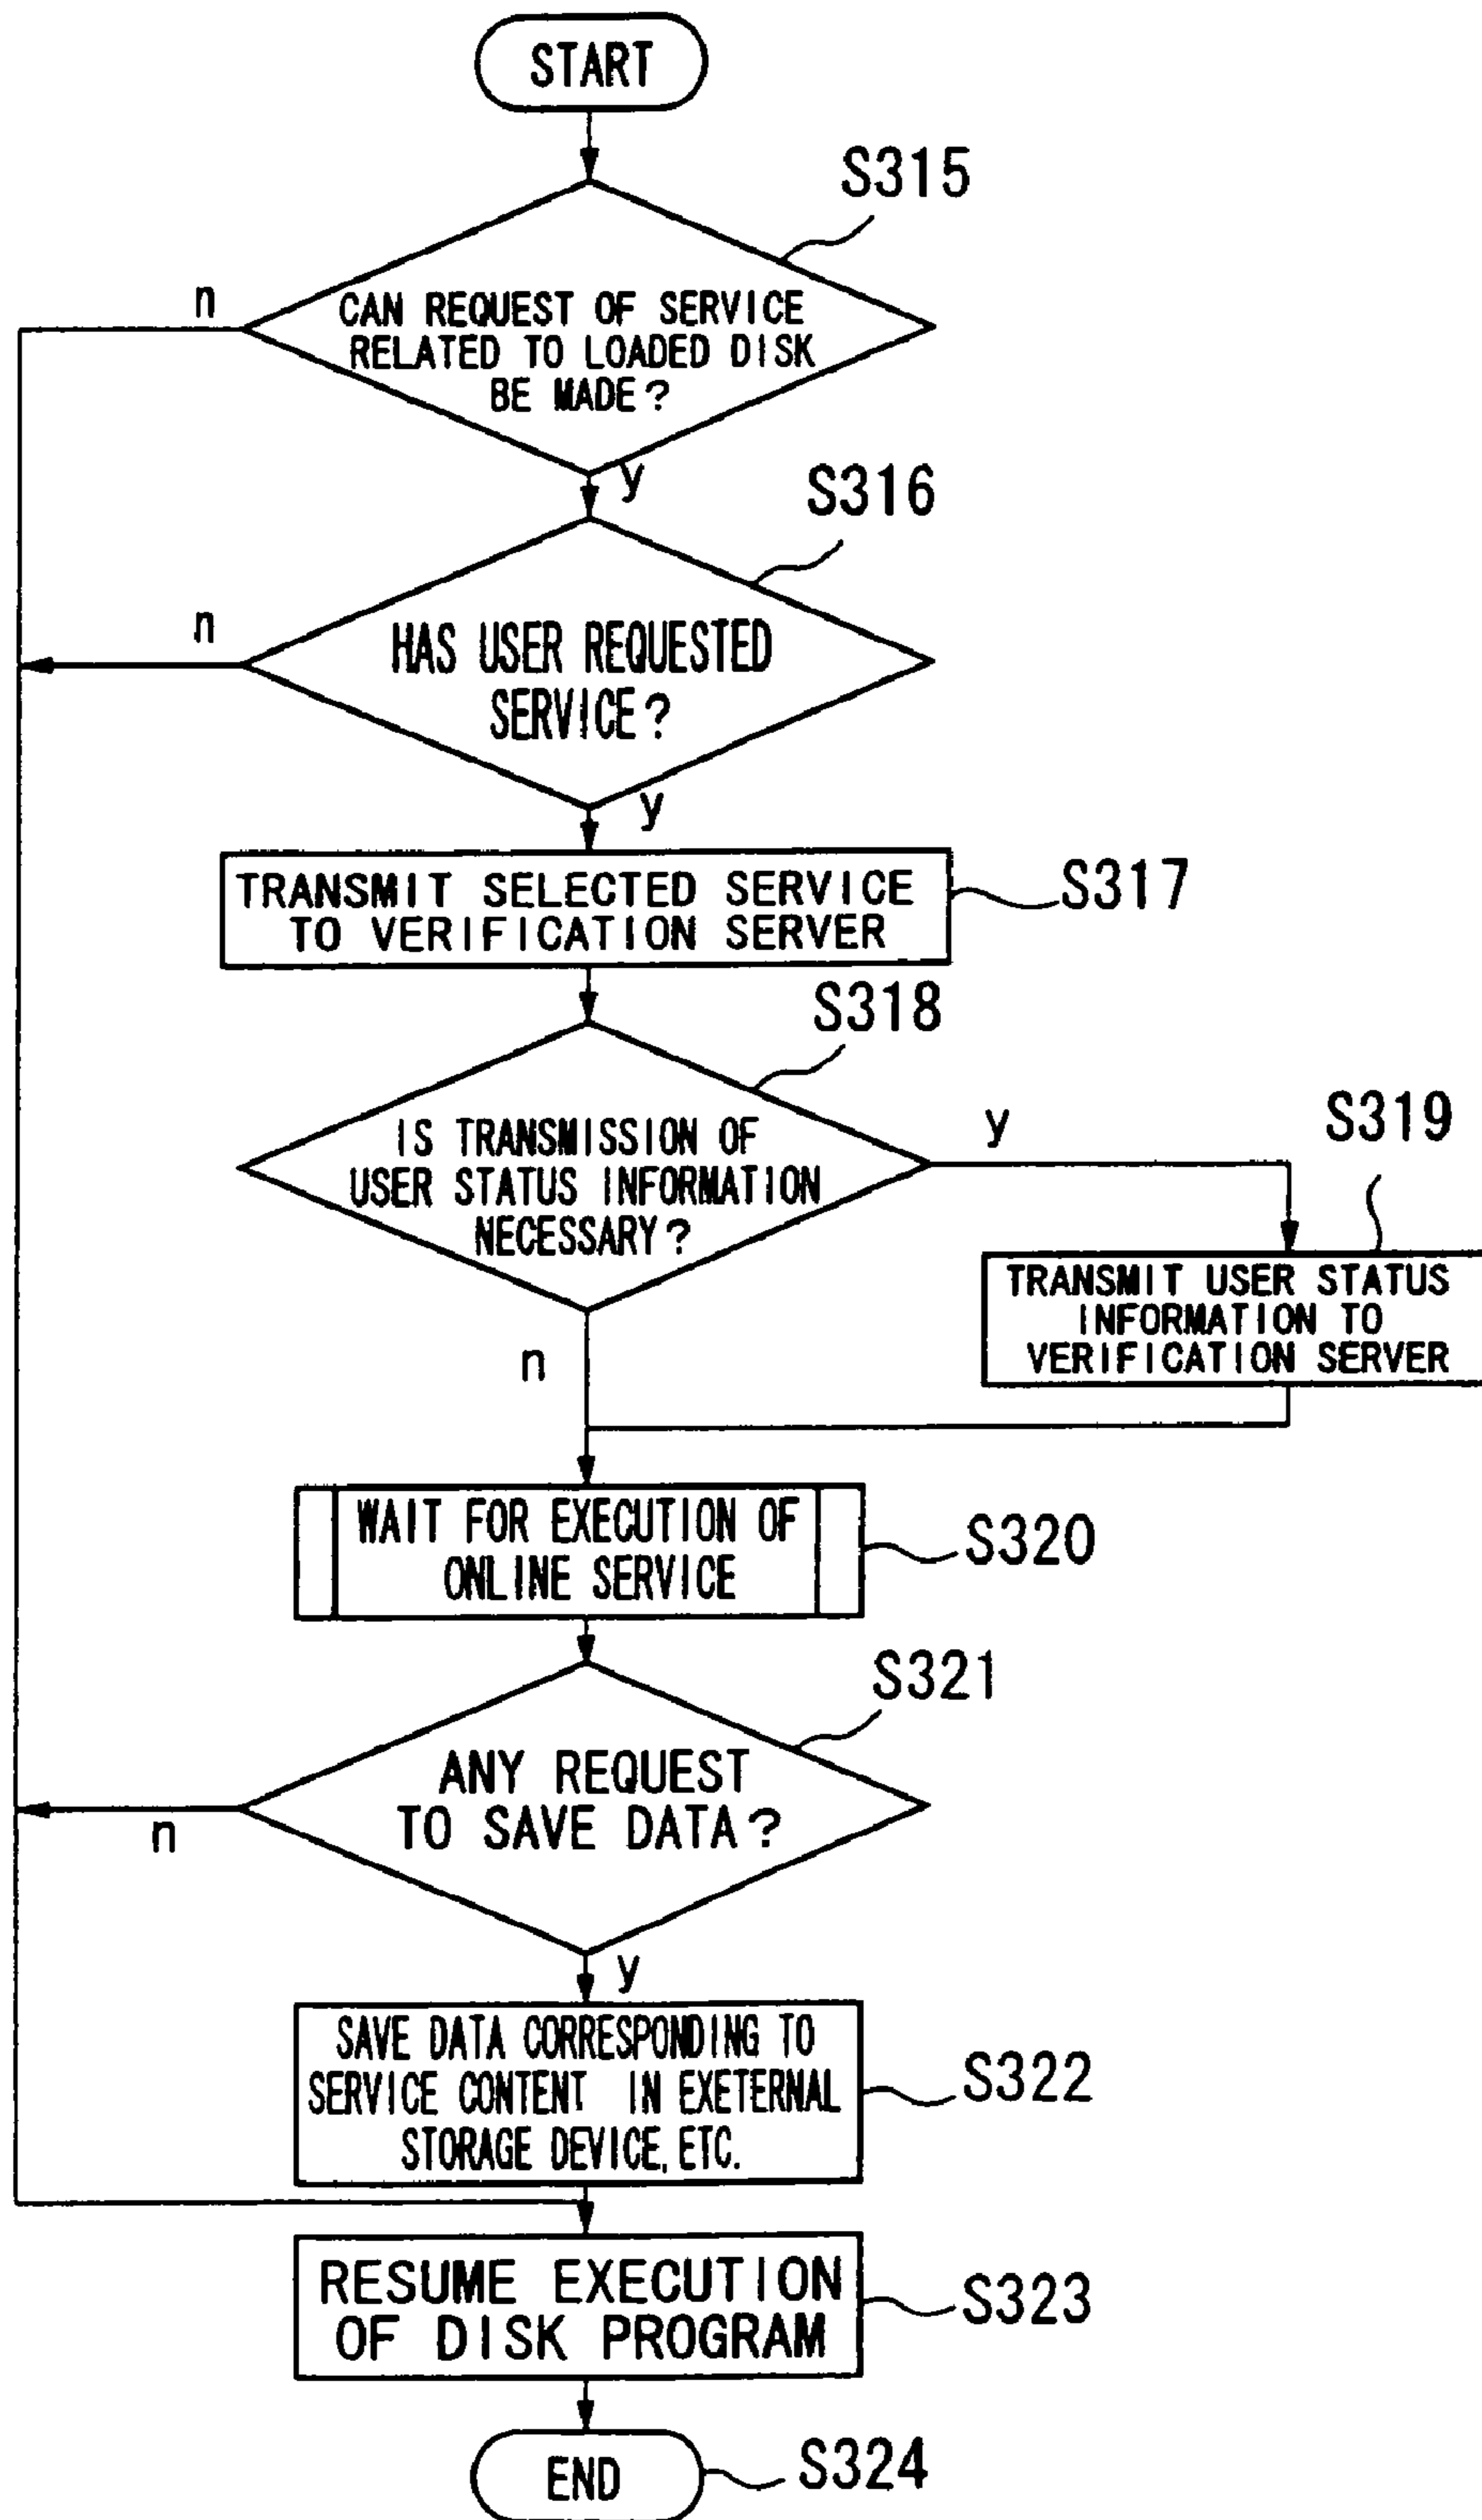 START
S315
n
CAN REQUEST OF SERVICE
RELATED TO LOADED DISK
BE MADE?
y
S316
n
HAS USER REQUESTED
SERVICE?
y
TRANSMIT SELECTED SERVICE
TO VERIFICATION SERVER
S317
S318
IS TRANSMISSION OF
USER STATUS INFORMATION
NECESSARY?
y
S319
TRANSMIT USER STATUS
INFORMATION TO
VERIFICATION SERVER
n
WAIT FOR EXECUTION OF
ONLINE SERVICE
S320
S321
ANY REQUEST
TO SAVE DATA?
n
y
SAVE DATA CORRESPONDING TO
SERVICE CONTENT IN EXETERNAL
STORAGE DEVICE, ETC.
S322
RESUME EXECUTION
OF DISK PROGRAM
S323
END
S324